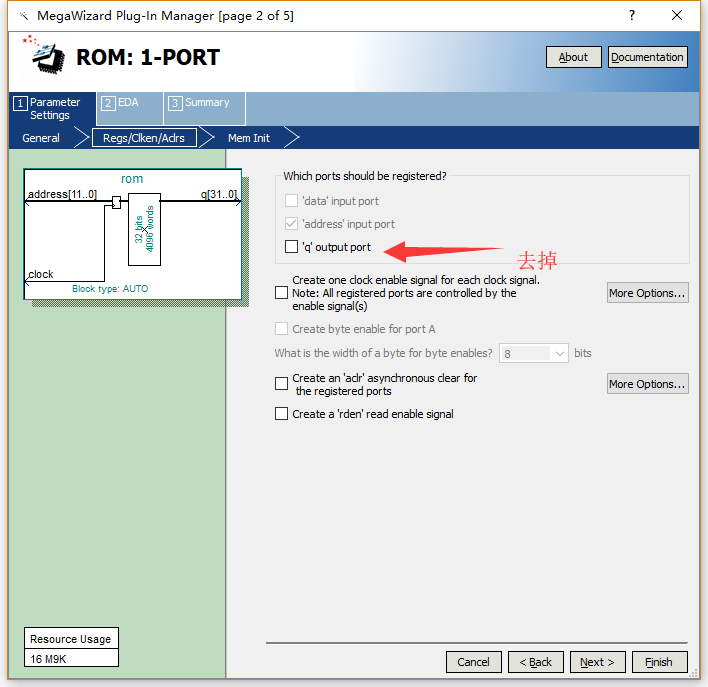 MegaWizard Plug-In Manager [page 2 of 5]
?
ROM: 1-PORT
About
Documentation
1 Parameter
Settings
2 EDA
3 Summary
General
Regs/Clken/Aclrs
Mem Init
rom
address[11..0]
q[31..0]
32 bits
4096 words
clock
Block type: AUTO
Which ports should be registered?
'data' input port
'address' input port
'q' output port
去掉
Create one clock enable signal for each clock signal.
Note: All registered ports are controlled by the
enable signal(s)
More Options...
Create byte enable for port A
What is the width of a byte for byte enables?
8
bits
Create an 'aclr' asynchronous clear for
the registered ports
More Options...
Create a 'rden' read enable signal
Resource Usage
16 M9K
Cancel
< Back
Next >
Finish